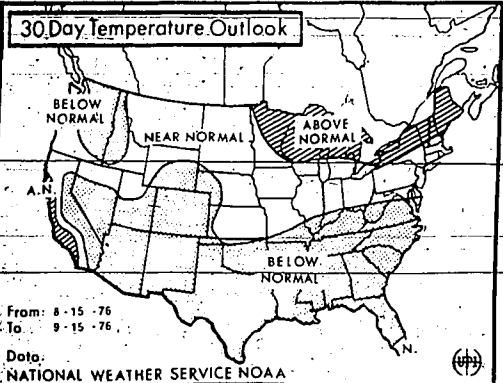 30 Day Temperature Outlook
BELOW
NORMAL
NEAR NORMAL
ABOVE
NORMAL
A.N.
BELOW
NORMAL
N.
From: 8-15-76
To 9-15-76
Data:
NATIONAL WEATHER SERVICE NOAA
UPI